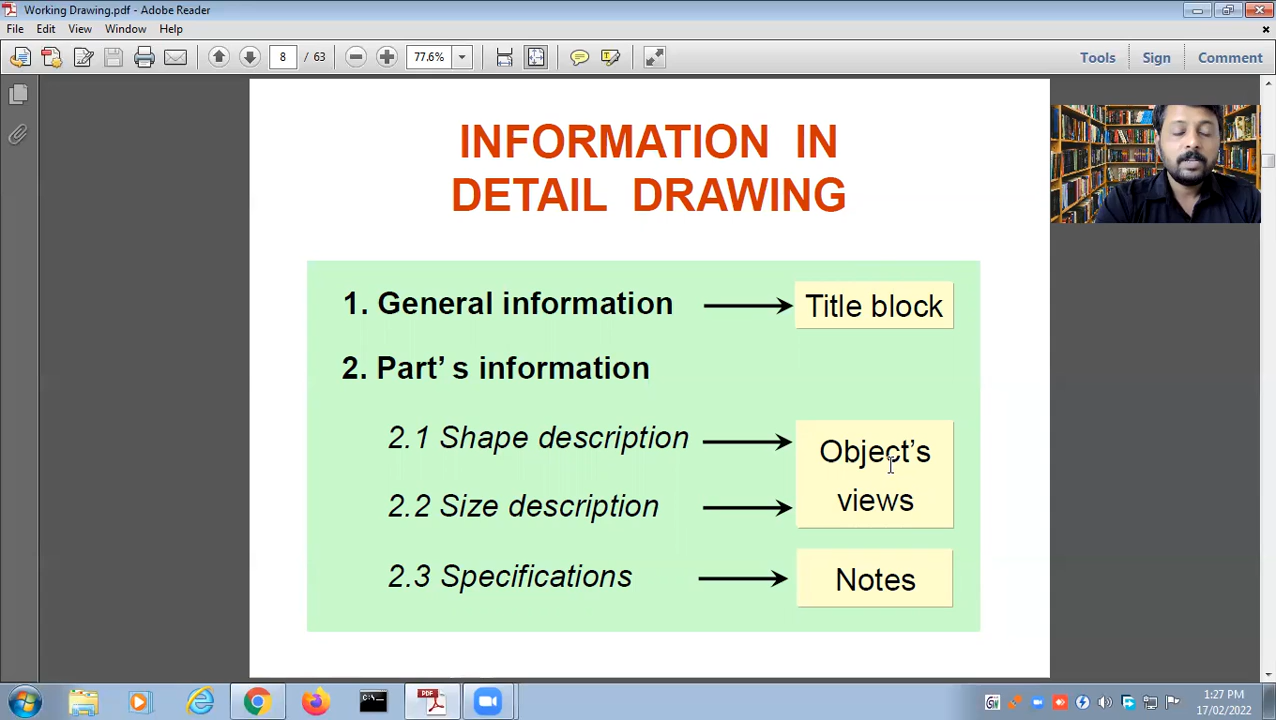 Working Drawing.pdf - Adobe Reader
File Edit View Window Help
8 / 63 77.6% Tools Sign Comment
INFORMATION IN
DETAIL DRAWING
1. General information Title block
2. Part’ s information
2.1 Shape description Object’s
2.2 Size description views
2.3 Specifications Notes
1:27 PM
17/02/2022